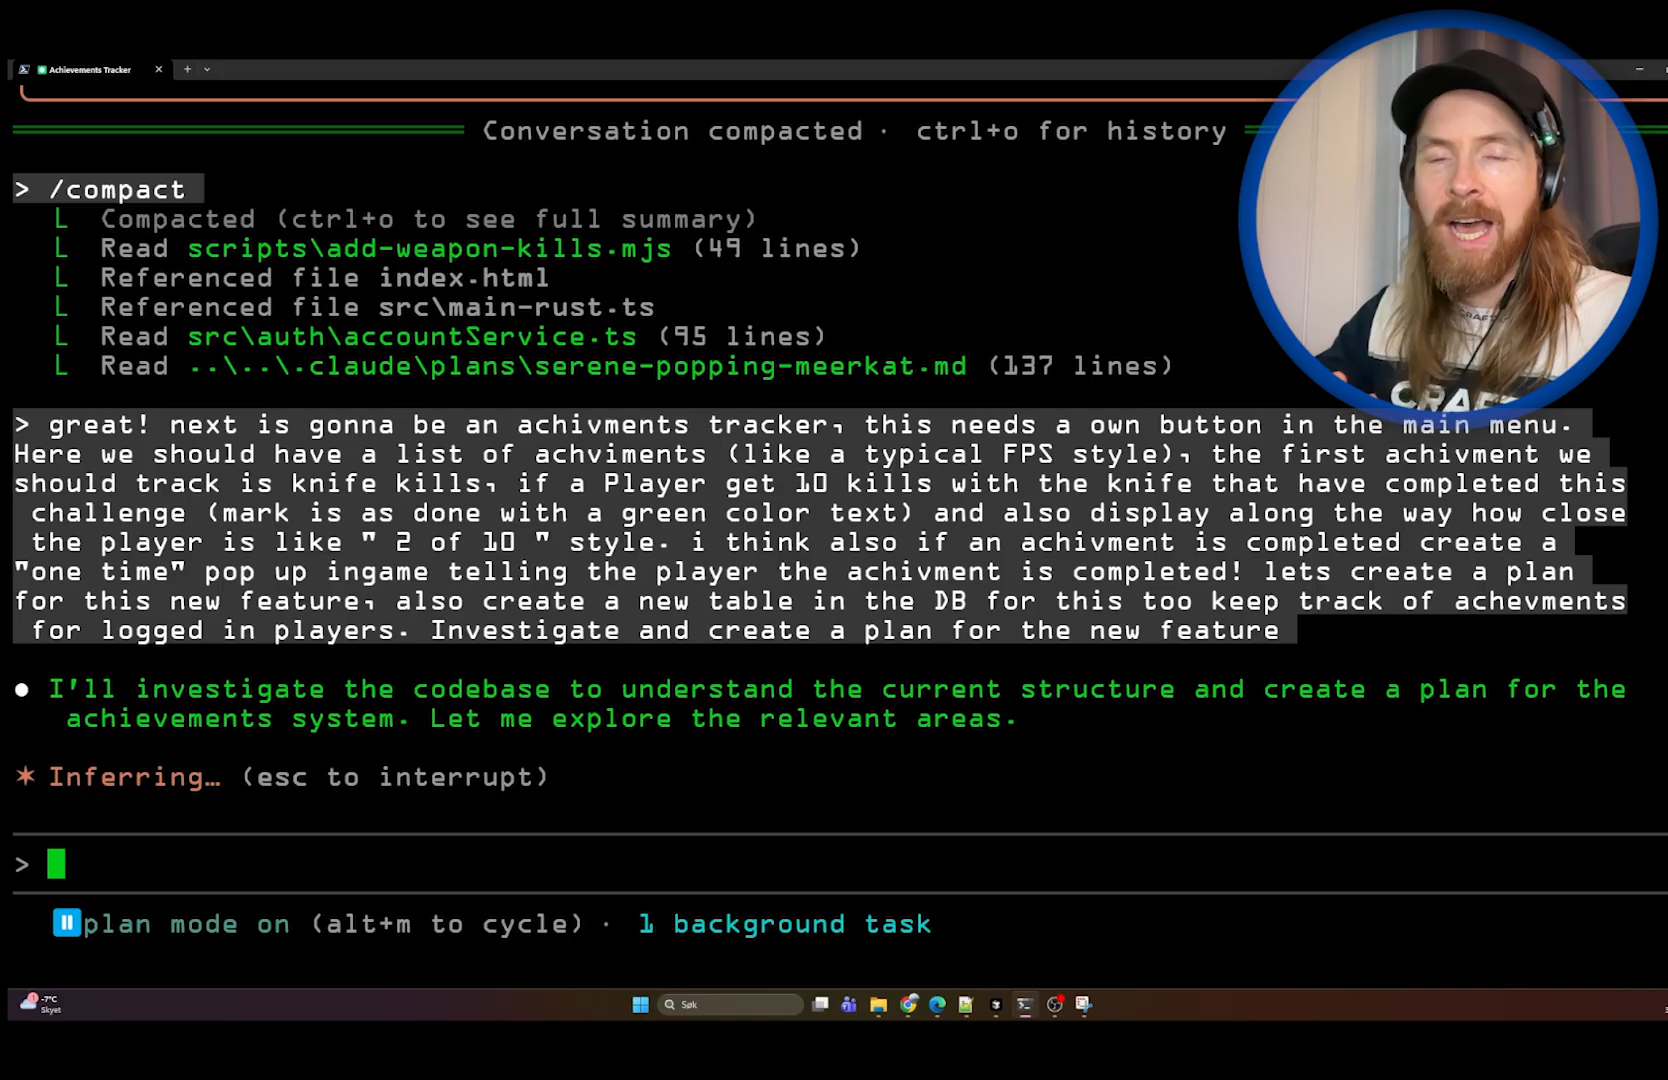 Achievements Tracker
Conversation compacted · ctrl+o for history
> /compact
L Compacted (ctrl+o to see full summary)
L Read scripts\add-weapon-kills.mjs (49 lines)
L Referenced file index.html
L Referenced file src\main-rust.ts
L Read src\auth\accountService.ts (95 lines)
L Read ..\..\.claude\plans\serene-popping-meerkat.md (137 lines)
> great! next is gonna be an achivments tracker, this needs a own button in the main menu.
Here we should have a list of achviments (like a typical FPS style), the first achivment we
should track is knife kills, if a Player get 10 kills with the knife that have completed this
challenge (mark is as done with a green color text) and also display along the way how close
the player is like " 2 of 10 " style. i think also if an achivment is completed create a
"one time" pop up ingame telling the player the achivment is completed! lets create a plan
for this new feature, also create a new table in the DB for this too keep track of achevments
for logged in players. Investigate and create a plan for the new feature
● I'll investigate the codebase to understand the current structure and create a plan for the
achievements system. Let me explore the relevant areas.
✶ Inferring… (esc to interrupt)
>
plan mode on (alt+m to cycle) · 1 background task
-7°C
Skyet
Søk